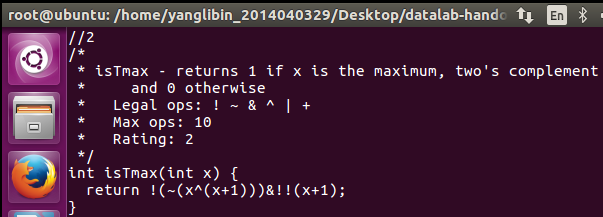 root@ubuntu: /home/yanglibin_2014040329/Desktop/datalab-hando
En
//2
/*
 * isTmax - returns 1 if x is the maximum, two's complement
 *     and 0 otherwise
 *   Legal ops: ! ~ & ^ | +
 *   Max ops: 10
 *   Rating: 2
 */
int isTmax(int x) {
  return !(~(x^(x+1)))&!!(x+1);
}